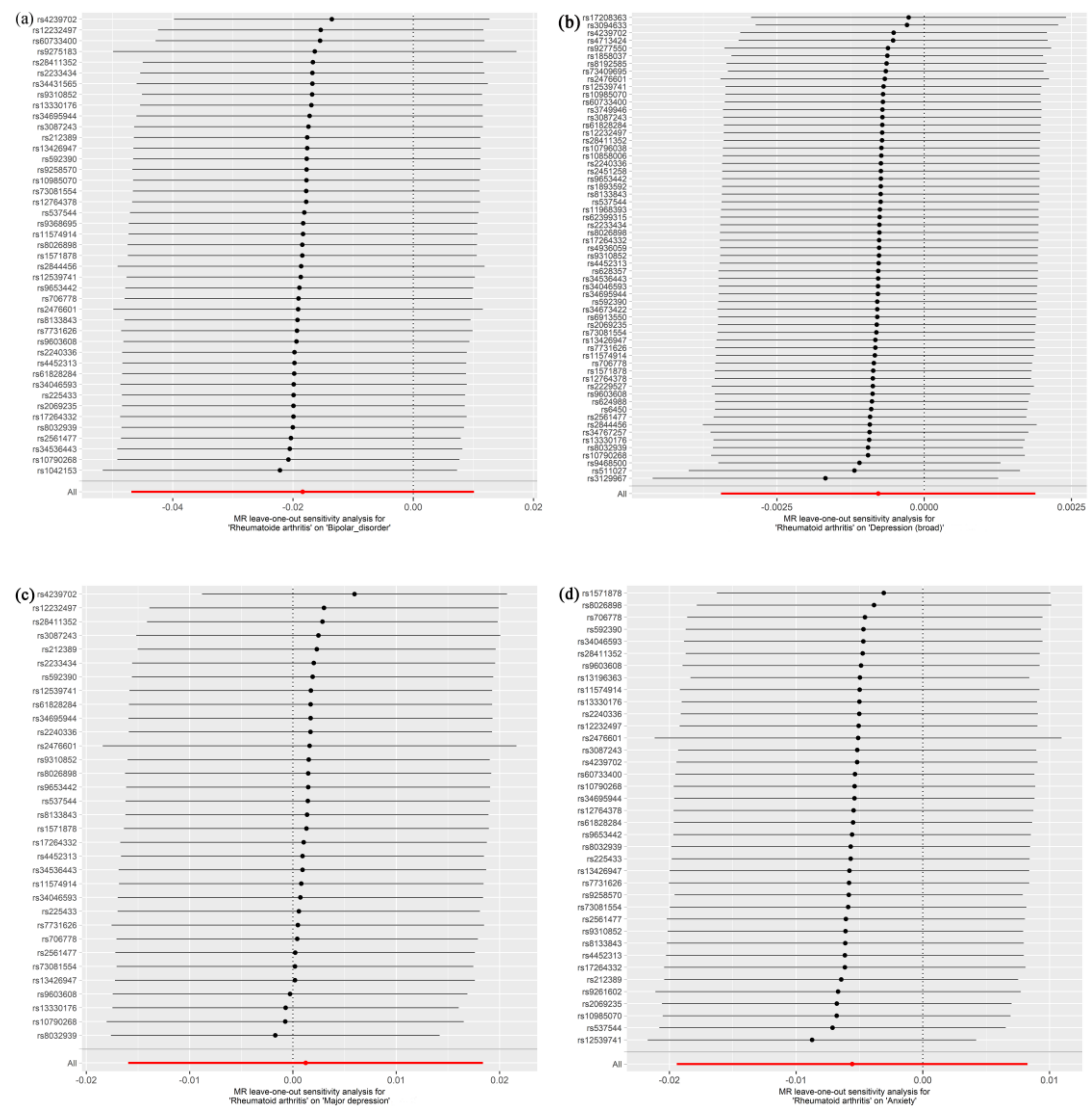 (a)
rs4239702
rs12232497
rs60733400
rs9275183
rs28411352
rs2233434
rs34431565
rs9310852
rs13330176
rs34695944
rs3087243
rs212389
rs13426947
rs592390
rs9258570
rs10985070
rs73081554
rs12764378
rs537544
rs9368695
rs11574914
rs8026898
rs1571878
rs2844456
rs12539741
rs9653442
rs706778
rs2476601
rs8133843
rs7731626
rs9603608
rs2240336
rs4452313
rs61828284
rs34046593
rs225433
rs2069235
rs17264332
rs8032939
rs2561477
rs34536443
rs10790268
rs1042153
All
-0.04 -0.02 0.00 0.02
MR leave-one-out sensitivity analysis for
'Rheumatoide arthritis' on 'Bipolar_disorder'
(b)
rs17208363
rs3094633
rs4239702
rs4713424
rs9277550
rs1858037
rs8192585
rs73409695
rs2476601
rs12539741
rs10985070
rs60733400
rs3749946
rs3087243
rs61828284
rs12232497
rs28411352
rs10796038
rs10858006
rs2240336
rs2451258
rs9653442
rs1893592
rs8133843
rs537544
rs11968393
rs62399315
rs2233434
rs8026898
rs17264332
rs4936059
rs9310852
rs4452313
rs628357
rs34536443
rs34046593
rs34695944
rs592390
rs34673422
rs6913550
rs2069235
rs73081554
rs13426947
rs7731626
rs11574914
rs706778
rs1571878
rs12764378
rs2229527
rs9603608
rs624988
rs6450
rs2561477
rs2844456
rs34767257
rs13330176
rs8032939
rs10790268
rs9468500
rs511027
rs3129967
All
-0.0025 0.0000 0.0025
MR leave-one-out sensitivity analysis for
'Rheumatoid arthritis' on 'Depression (broad)'
(c)
rs4239702
rs12232497
rs28411352
rs3087243
rs212389
rs2233434
rs592390
rs12539741
rs61828284
rs34695944
rs2240336
rs2476601
rs9310852
rs8026898
rs9653442
rs537544
rs8133843
rs1571878
rs17264332
rs4452313
rs34536443
rs11574914
rs34046593
rs225433
rs7731626
rs706778
rs2561477
rs73081554
rs13426947
rs9603608
rs13330176
rs10790268
rs8032939
All
-0.02 -0.01 0.00 0.01 0.02
MR leave-one-out sensitivity analysis for
'Rheumatoid arthritis' on 'Major depression'
(d)
rs1571878
rs8026898
rs706778
rs592390
rs34046593
rs28411352
rs9603608
rs13196363
rs11574914
rs13330176
rs2240336
rs12232497
rs2476601
rs3087243
rs4239702
rs60733400
rs10790268
rs34695944
rs12764378
rs61828284
rs9653442
rs8032939
rs225433
rs13426947
rs7731626
rs9258570
rs73081554
rs2561477
rs9310852
rs8133843
rs4452313
rs17264332
rs212389
rs9261602
rs2069235
rs10985070
rs537544
rs12539741
All
-0.02 -0.01 0.00 0.01
MR leave-one-out sensitivity analysis for
'Rheumatoid arthritis' on 'Anxiety'